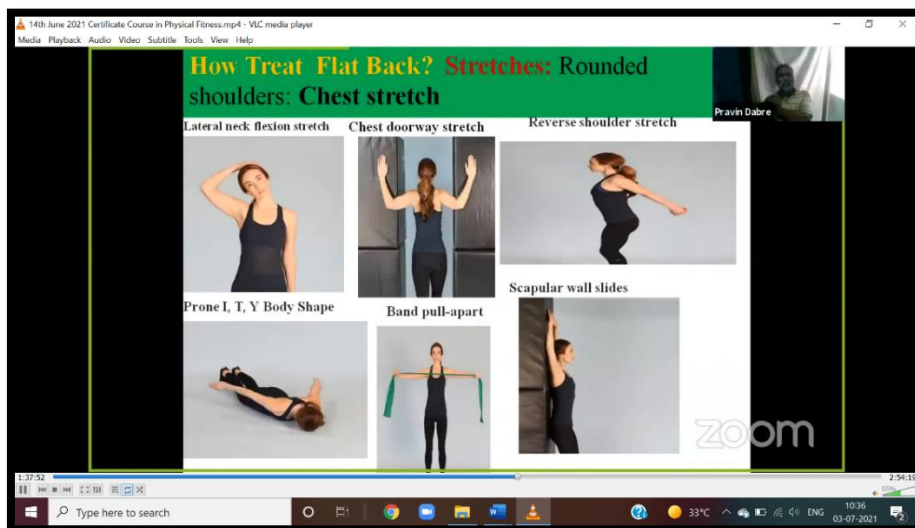 14th June 2021 Certificate Course in Physical Fitness.mp4 - VLC media player
Media Playback Audio Video Subtitle Tools View Help
How Treat Flat Back? Stretches: Rounded
shoulders: Chest stretch
Pravin Dabre
Lateral neck flexion stretch
Chest doorway stretch
Reverse shoulder stretch
Prone I, T, Y Body Shape
Band pull-apart
Scapular wall slides
zoom
1:37:52
2:54:19
Type here to search
33°C
ENG
10:36
03-07-2021